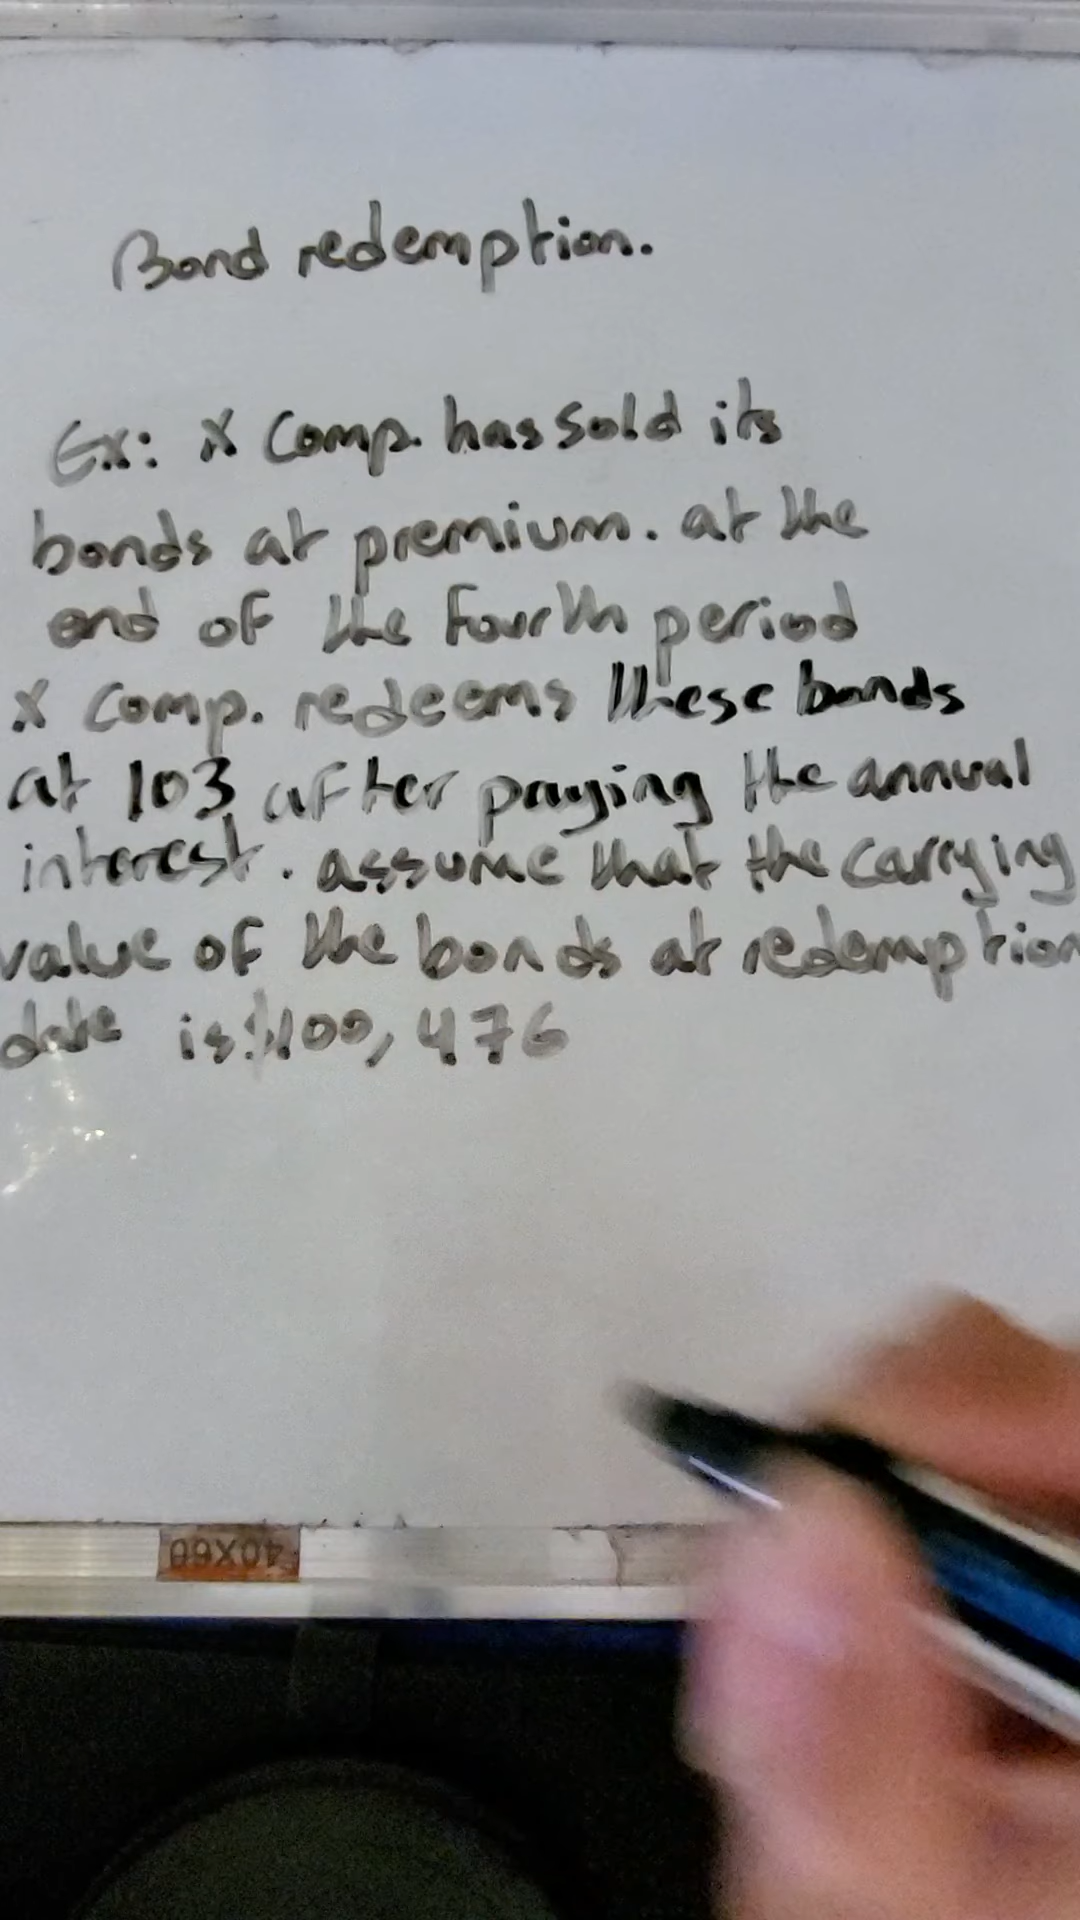 Bond redemption.
Ex: X Comp. has sold its
bonds at premium. at the
end of the fourth period
X comp. redeems these bonds
at 103 after paying the annual
interest. assume that the carrying
value of the bonds at redemption
date is $100,476
40X60